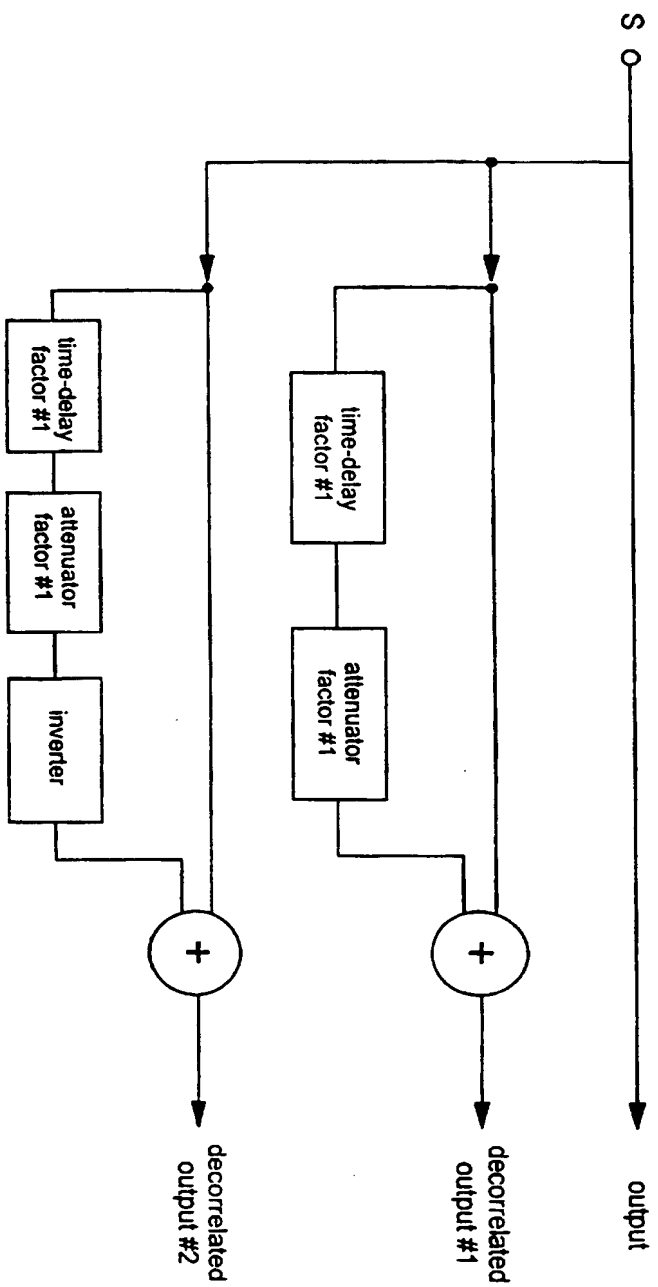 S
output
time-delay
factor #1
attenuator
factor #1
+
decorrelated
output #1
time-delay
factor #1
attenuator
factor #1
inverter
+
decorrelated
output #2